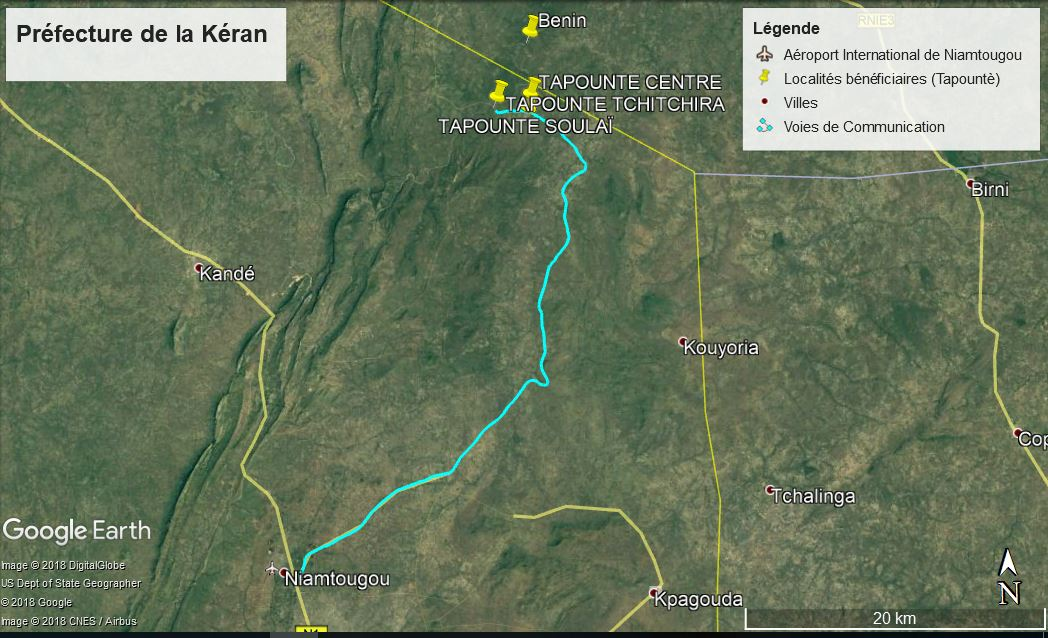 Préfecture de la Kéran
Benin
Légende
Aéroport International de Niamtougou
Localités bénéficiaires (Tapountè)
Villes
Voies de Communication
RNIE3
TAPOUNTE CENTRE
TAPOUNTE TCHITCHIRA
TAPOUNTE SOULAÏ
Birni
Kandé
Kouyoria
Cop
Tchalinga
Google Earth
Image © 2018 DigitalGlobe
US Dept of State Geographer
© 2018 Google
Image © 2018 CNES / Airbus
Niamtougou
Kpagouda
N
20 km
N1